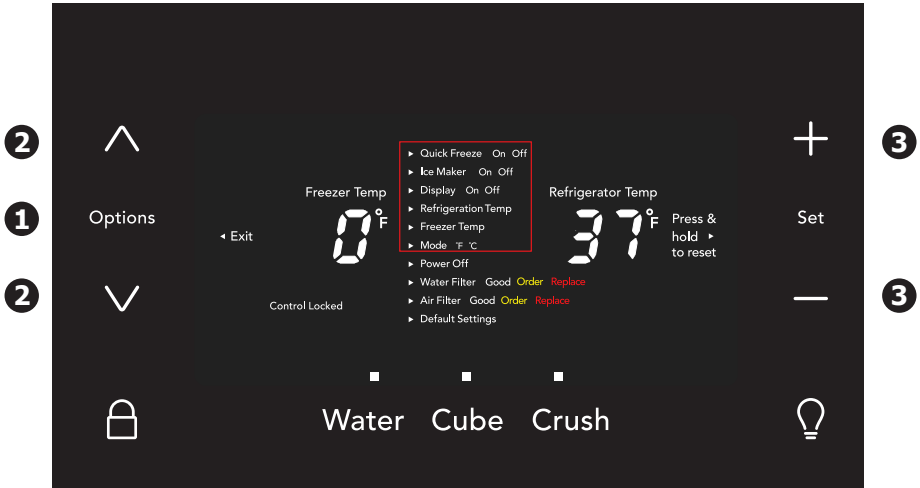 2
1
2
Options
Freezer Temp
0°F
◂ Exit
Control Locked
▸ Quick Freeze On Off
▸ Ice Maker On Off
▸ Display On Off
▸ Refrigeration Temp
▸ Freezer Temp
▸ Mode °F °C
▸ Power Off
▸ Water Filter Good Order Replace
▸ Air Filter Good Order Replace
▸ Default Settings
Refrigerator Temp
37°F
Press &
hold ▸
to reset
Set
3
3
Water Cube Crush